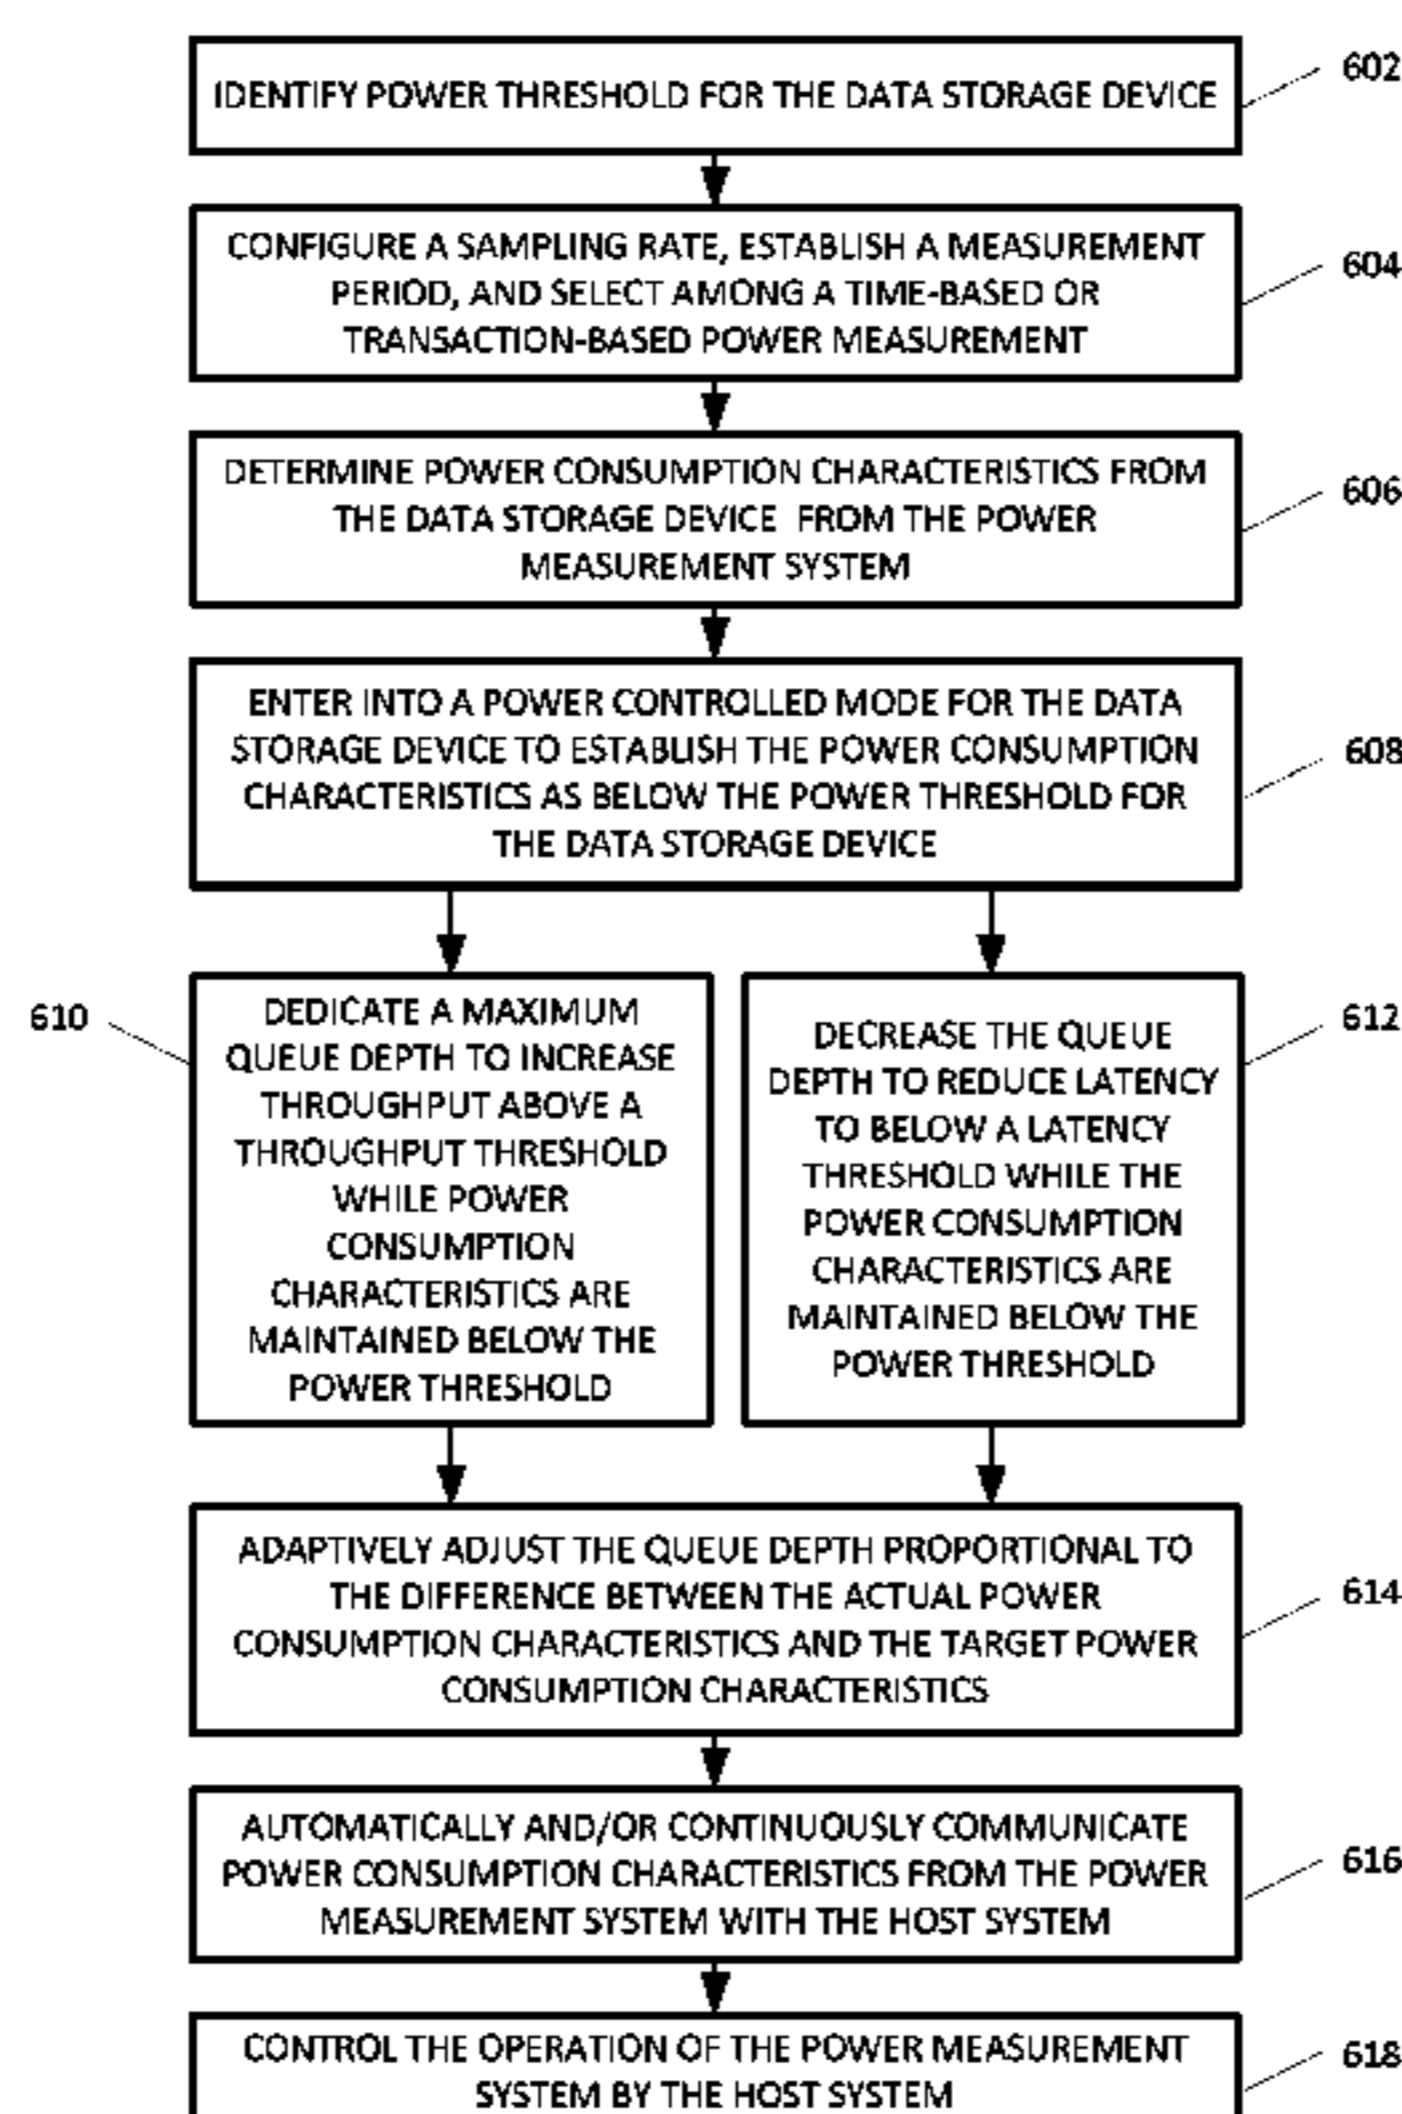 IDENTIFY POWER THRESHOLD FOR THE DATA STORAGE DEVICE
602
CONFIGURE A SAMPLING RATE, ESTABLISH A MEASUREMENT
PERIOD, AND SELECT AMONG A TIME-BASED OR
TRANSACTION-BASED POWER MEASUREMENT
604
DETERMINE POWER CONSUMPTION CHARACTERISTICS FROM
THE DATA STORAGE DEVICE FROM THE POWER
MEASUREMENT SYSTEM
606
ENTER INTO A POWER CONTROLLED MODE FOR THE DATA
STORAGE DEVICE TO ESTABLISH THE POWER CONSUMPTION
CHARACTERISTICS AS BELOW THE POWER THRESHOLD FOR
THE DATA STORAGE DEVICE
608
610
DEDICATE A MAXIMUM
QUEUE DEPTH TO INCREASE
THROUGHPUT ABOVE A
THROUGHPUT THRESHOLD
WHILE POWER
CONSUMPTION
CHARACTERISTICS ARE
MAINTAINED BELOW THE
POWER THRESHOLD
DECREASE THE QUEUE
DEPTH TO REDUCE LATENCY
TO BELOW A LATENCY
THRESHOLD WHILE THE
POWER CONSUMPTION
CHARACTERISTICS ARE
MAINTAINED BELOW THE
POWER THRESHOLD
612
ADAPTIVELY ADJUST THE QUEUE DEPTH PROPORTIONAL TO
THE DIFFERENCE BETWEEN THE ACTUAL POWER
CONSUMPTION CHARACTERISTICS AND THE TARGET POWER
CONSUMPTION CHARACTERISTICS
614
AUTOMATICALLY AND/OR CONTINUOUSLY COMMUNICATE
POWER CONSUMPTION CHARACTERISTICS FROM THE POWER
MEASUREMENT SYSTEM WITH THE HOST SYSTEM
616
CONTROL THE OPERATION OF THE POWER MEASUREMENT
SYSTEM BY THE HOST SYSTEM
618